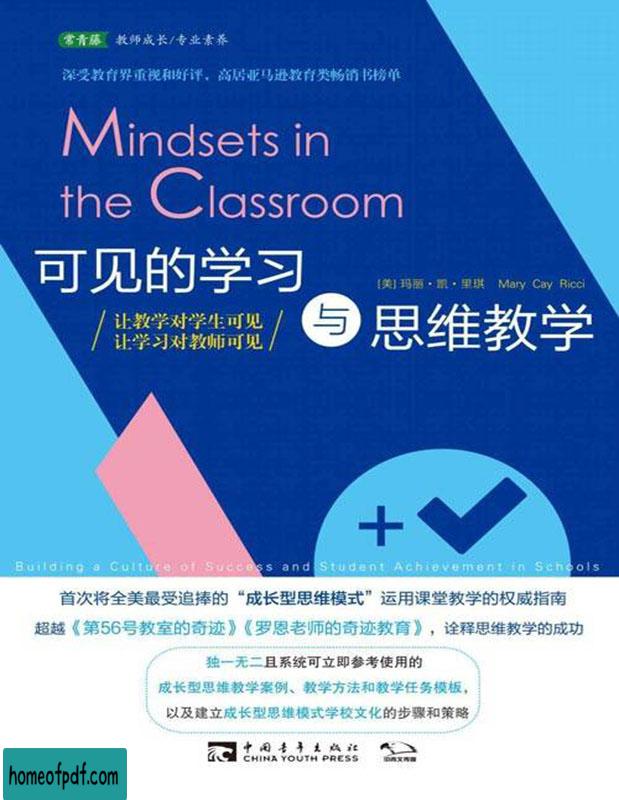 常青藤 教师成长/专业素养
深受教育界重视和好评，高居亚马逊教育类畅销书榜单
Mindsets in
the Classroom
可见的学习
[美]玛丽·凯·里琪 Mary Cay Ricci
让教学对学生可见
让学习对教师可见
与思维教学
Building a Culture of Success and Student Achievement in Schools
首次将全美最受追捧的“成长型思维模式”运用课堂教学的权威指南
超越《第56号教室的奇迹》《罗恩老师的奇迹教育》，诠释思维教学的成功
独一无二且系统可立即参考使用的
成长型思维教学案例、教学方法和教学任务模板，
以及建立成长型思维模式学校文化的步骤和策略
中国青年出版社
CHINA YOUTH PRESS
中青文传媒
homeofpdf.com